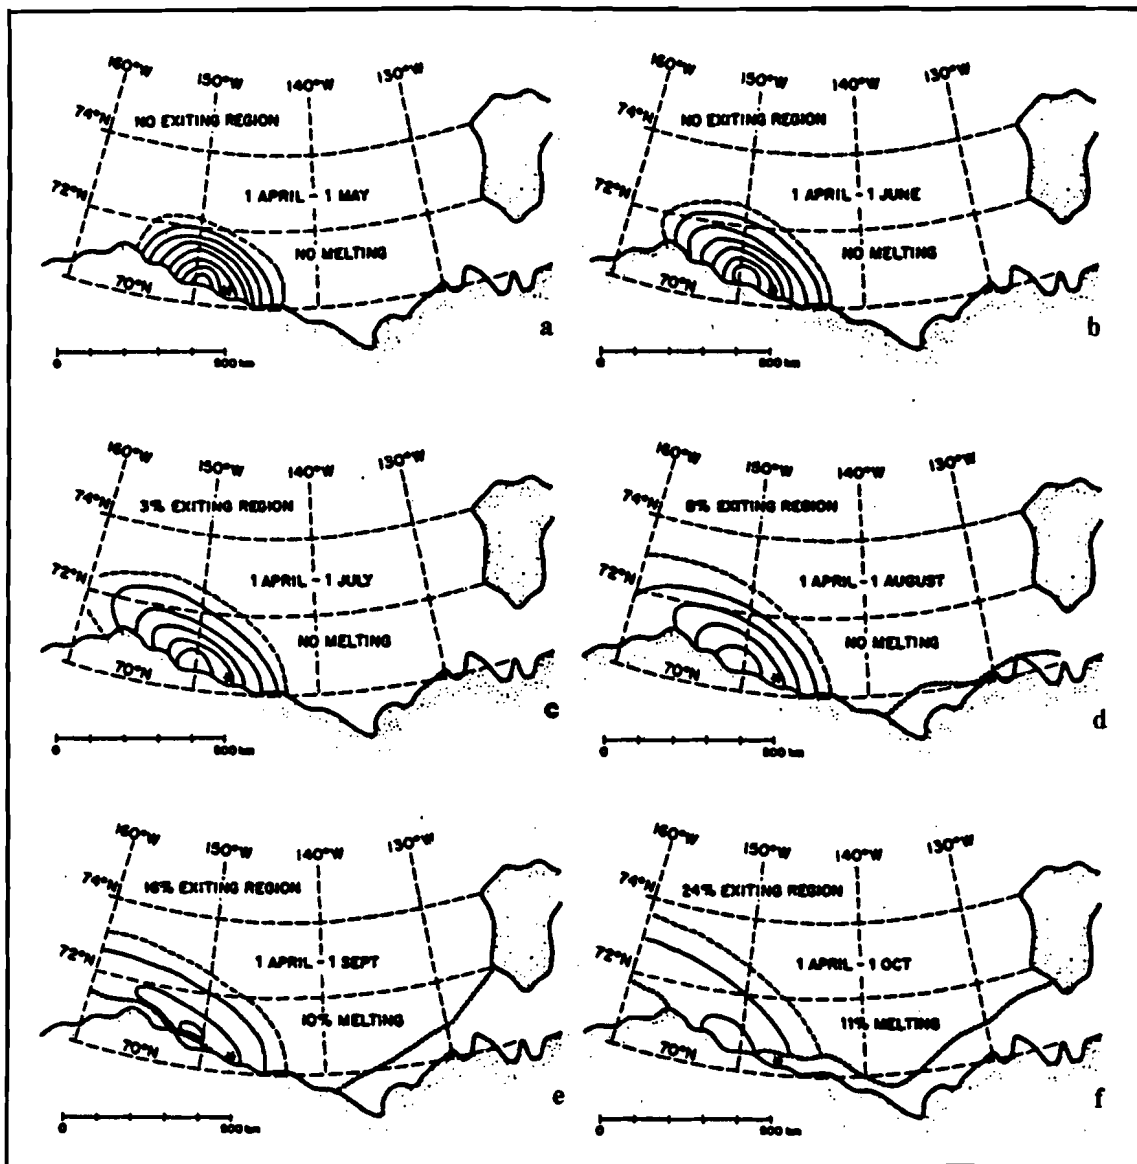 160°W
150°W
140°W
130°W
74°N
NO EXITING REGION
72°N
1 APRIL - 1 MAY
NO MELTING
70°N
0
500 km
a
160°W
150°W
140°W
130°W
74°N
NO EXITING REGION
72°N
1 APRIL - 1 JUNE
NO MELTING
70°N
0
500 km
b
160°W
150°W
140°W
130°W
74°N
3% EXITING REGION
72°N
1 APRIL - 1 JULY
NO MELTING
70°N
0
500 km
c
160°W
150°W
140°W
130°W
74°N
EXITING REGION
72°N
1 APRIL - 1 AUGUST
NO MELTING
70°N
0
500 km
d
160°W
150°W
140°W
130°W
74°N
16% EXITING REGION
72°N
1 APRIL - 1 SEPT
10% MELTING
70°N
0
500 km
e
160°W
150°W
140°W
130°W
74°N
24% EXITING REGION
72°N
1 APRIL - 1 OCT
11% MELTING
70°N
0
500 km
f